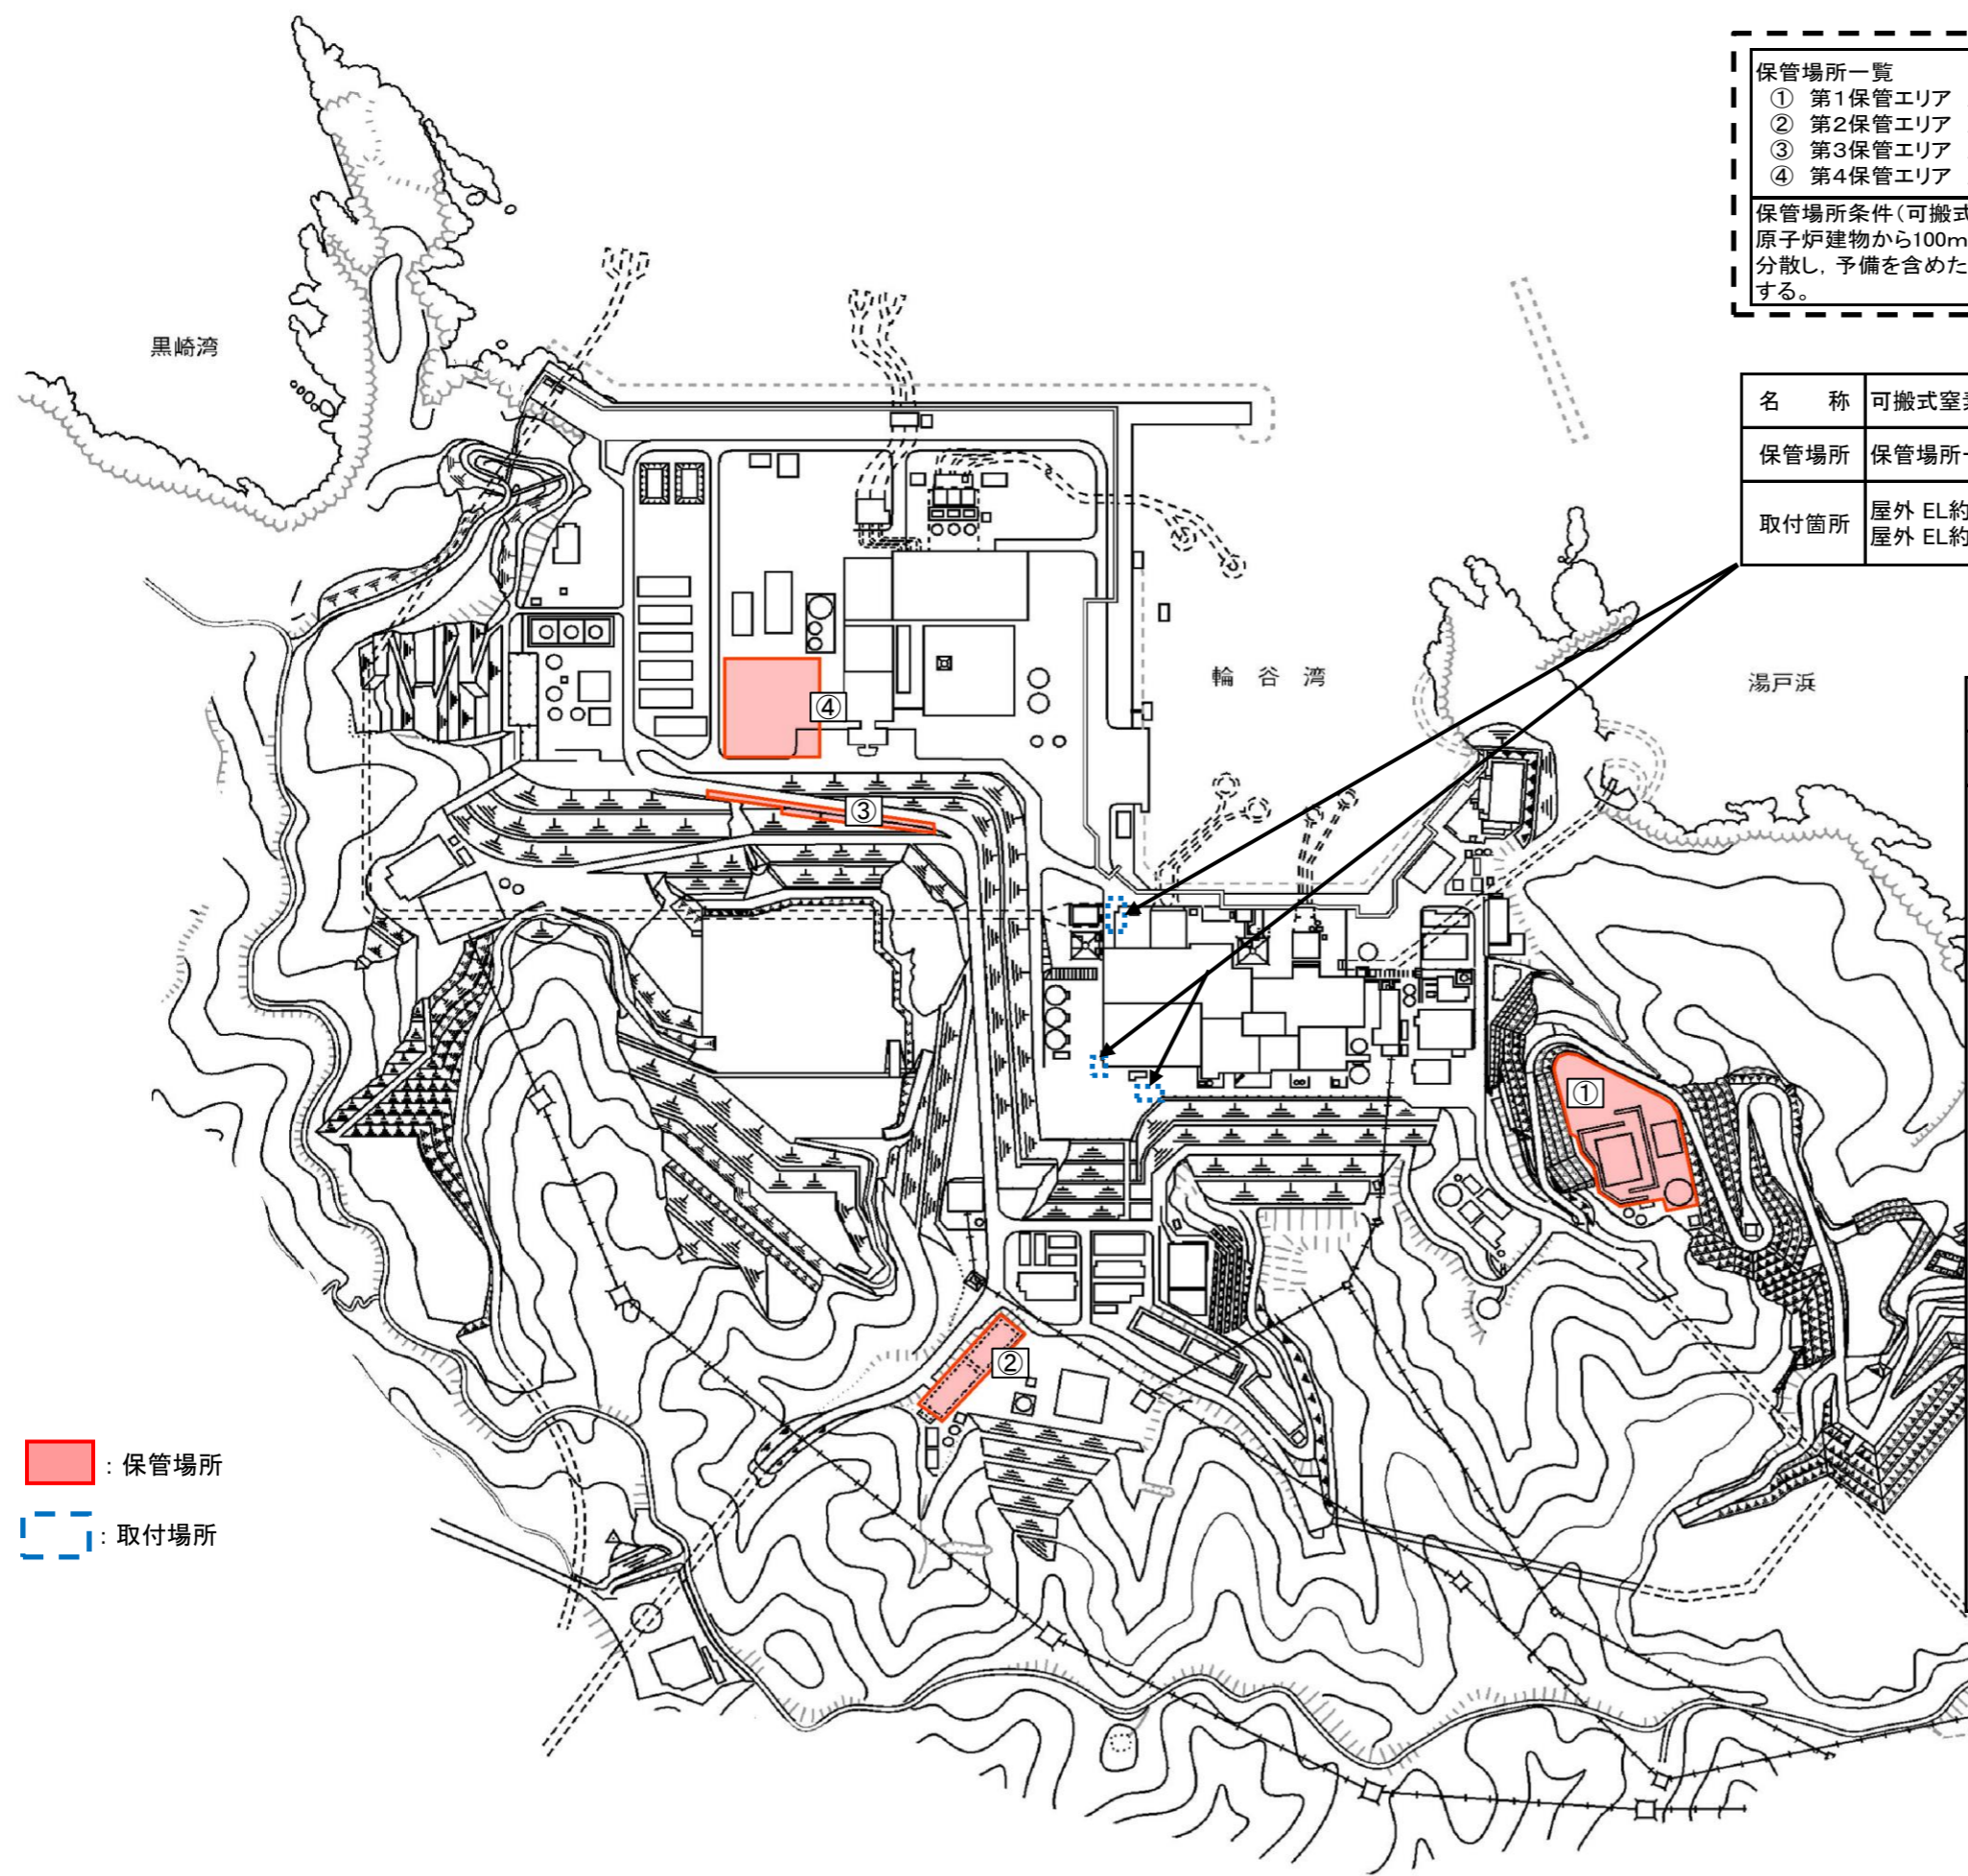 保管場所一覧
① 第1保管エリア
② 第2保管エリア
③ 第3保管エリア
④ 第4保管エリア
保管場所条件(可搬式
原子炉建物から100m
分散し，予備を含めた
する。
黒崎湾
名　　称 可搬式窒
保管場所 保管場所
取付箇所 屋外 EL約
屋外 EL約
輪 谷 湾
湯戸浜
④
③
①
②
：保管場所
：取付場所